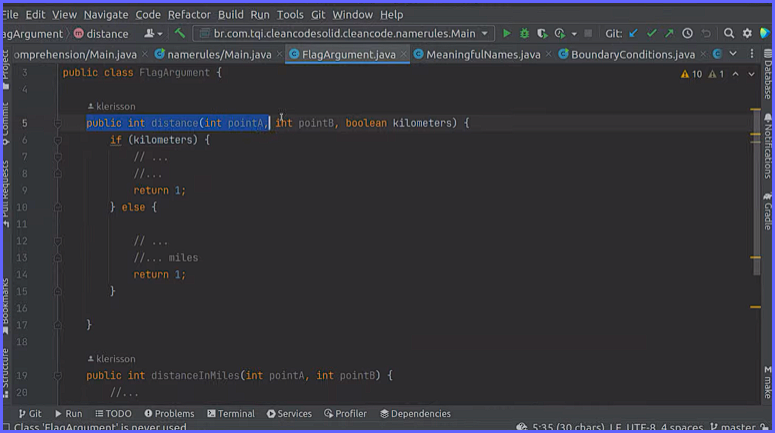 File Edit View Navigate Code Refactor Build Run Tools Git Window Help
lagArgument distance br.com.tqi.cleancodesolid.cleancode.namerules.Main Git:
omprehension/Main.java namerules/Main.java FlagArgument.java MeaningfulNames.java BoundaryConditions.java
3 public class FlagArgument { 10 1
4
klerisson
5 public int distance(int pointA, int pointB, boolean kilometers) {
6 if (kilometers) {
7 // ...
8 //...
9 return 1;
10 } else {
11
12 // ...
13 //... miles
14 return 1;
15 }
16
17 }
18
klerisson
19 public int distanceInMiles(int pointA, int pointB) {
20 //...
Project
Commit
Pull Requests
Bookmarks
Structure
Database
Notifications
Gradle
make
Git Run TODO Problems Terminal Services Profiler Dependencies
Class 'FlagArgument' is never used 5:35 (30 chars) LF UTF-8 4 spaces master